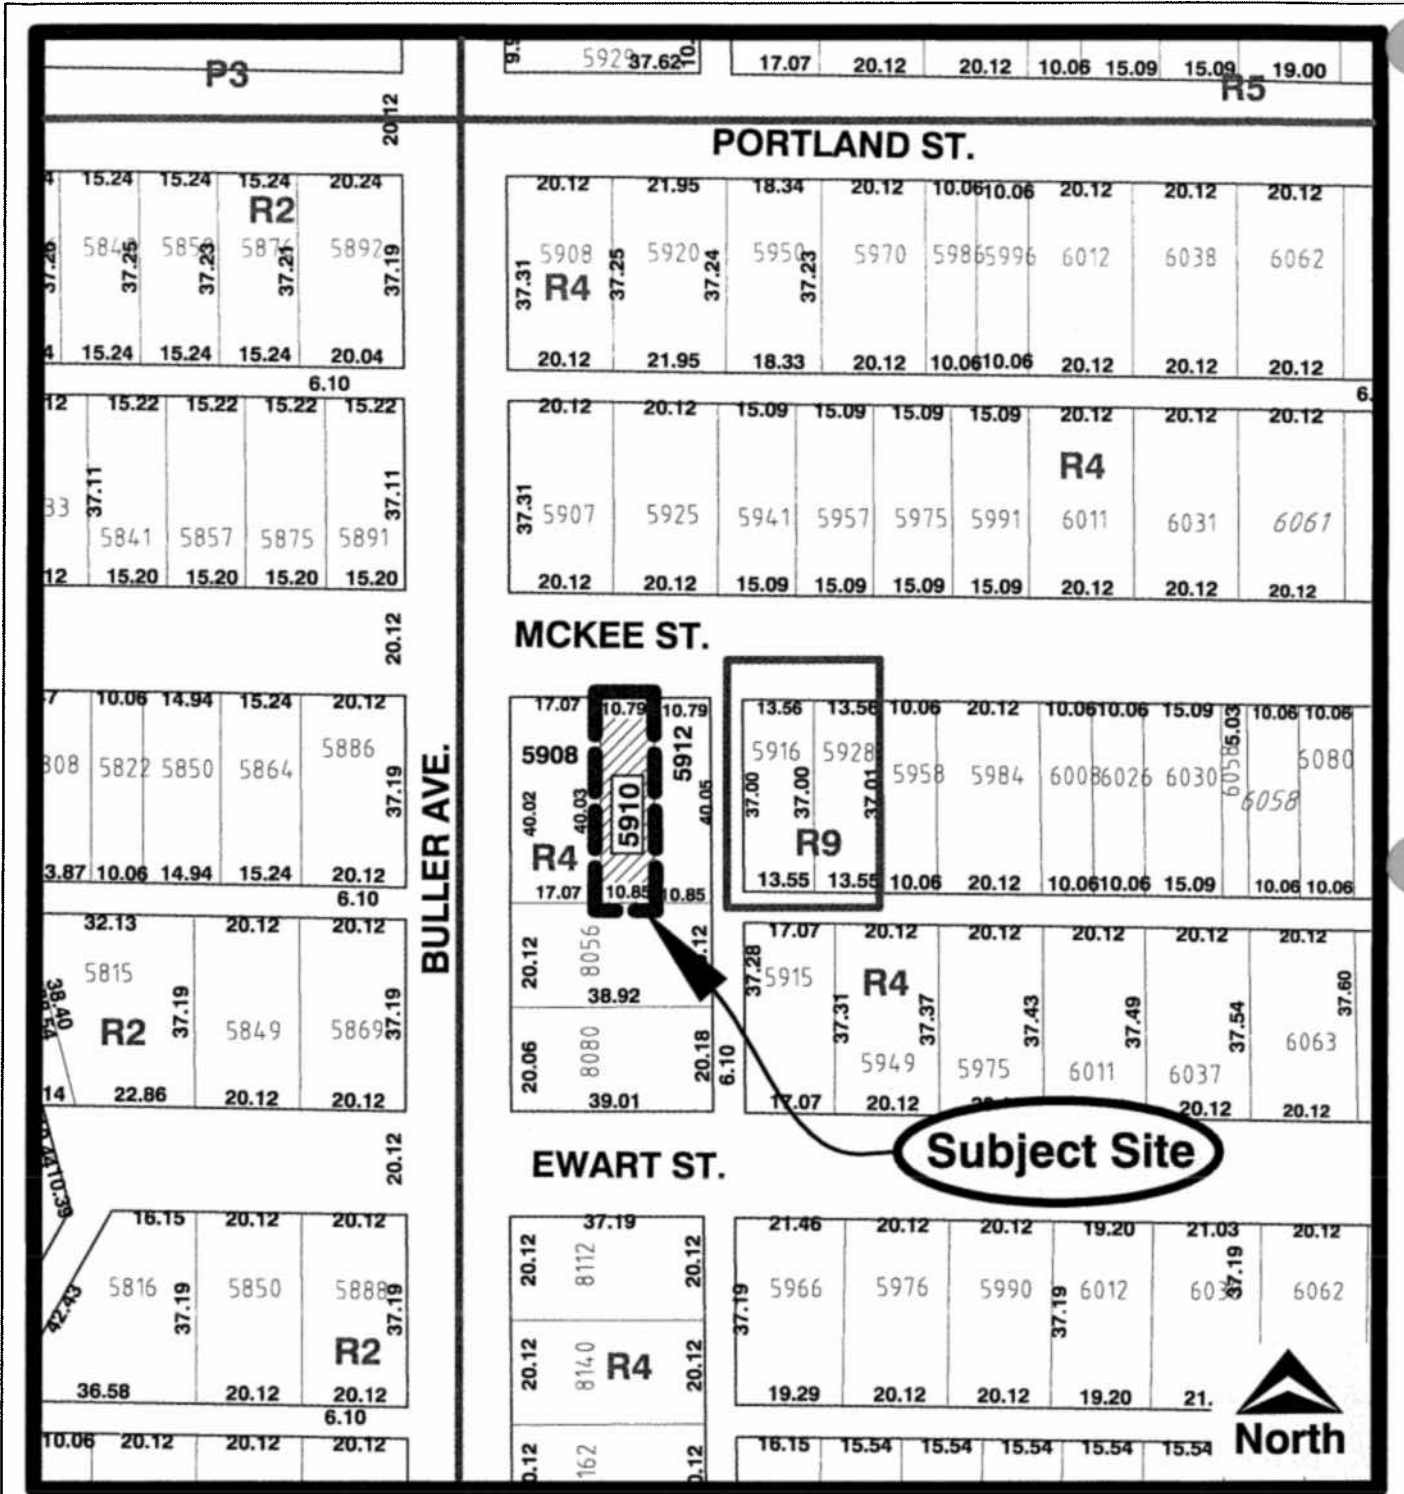 5929 37.62 10.
17.07 20.12 20.12 10.06 15.09 15.09 19.00
P3
R5
20.12
PORTLAND ST.
15.24 15.24 15.24 20.24
R2
5892
37.26 37.25 37.23 37.21 37.19
15.24 15.24 15.24 20.04
6.10
20.12 21.95 18.34 20.12 10.06 10.06 20.12 20.12 20.12
5908 5920 5950 5970 5986 5996 6012 6038 6062
R4
37.31 37.25 37.24 37.23
20.12 21.95 18.33 20.12 10.06 10.06 20.12 20.12 20.12
6.
12 15.22 15.22 15.22 15.22
37.11 37.11
33 5841 5857 5875 5891
12 15.20 15.20 15.20 15.20
20.12
20.12 20.12 15.09 15.09 15.09 15.09 20.12 20.12 20.12
R4
37.31
5907 5925 5941 5957 5975 5991 6011 6031 6061
20.12 20.12 15.09 15.09 15.09 15.09 20.12 20.12 20.12
MCKEE ST.
10.06 14.94 15.24 20.12
808 5822 5850 5864 5886
37.19
3.87 10.06 14.94 15.24 20.12
6.10
BULLER AVE.
17.07 10.79 10.79
5908 5910 5912
40.02 40.03 40.05
R4
17.07 10.85 10.85
13.56 13.56 10.06 20.12 10.06 10.06 15.09 5.03 10.06 10.06
5916 5928 5958 5984 6008 6026 6030 6058 6058 6080
37.00 37.00 37.01
R9
13.55 13.55 10.06 20.12 10.06 10.06 15.09 10.06 10.06
32.13 20.12 20.12
5815 5849 5869
38.40
R2
37.19 37.19
14 22.86 20.12 20.12
20.12
10.39
20.12 8056
38.92
20.06 8080 20.18
39.01
6.10
17.07 20.12 20.12 20.12 20.12 20.12
5915
R4
37.28 37.31 37.37 37.43 37.49 37.54 37.60
5949 5975 6011 6037 6063
17.07 20.12 20.12 20.12
Subject Site
EWART ST.
16.15 20.12 20.12
5816 5850 5888
42.43 37.19 37.19
R2
36.58 20.12 20.12
6.10
10.06 20.12 20.12 20.12
37.19
20.12 8112 20.12
20.12 8140 R4 20.12
0.12 162 0.12
21.46 20.12 20.12 19.20 21.03 20.12
5966 5976 5990 6012 6062
37.19 37.19 37.19
19.29 20.12 20.12 19.20 21.
16.15 15.54 15.54 15.54 15.54 15.54
North